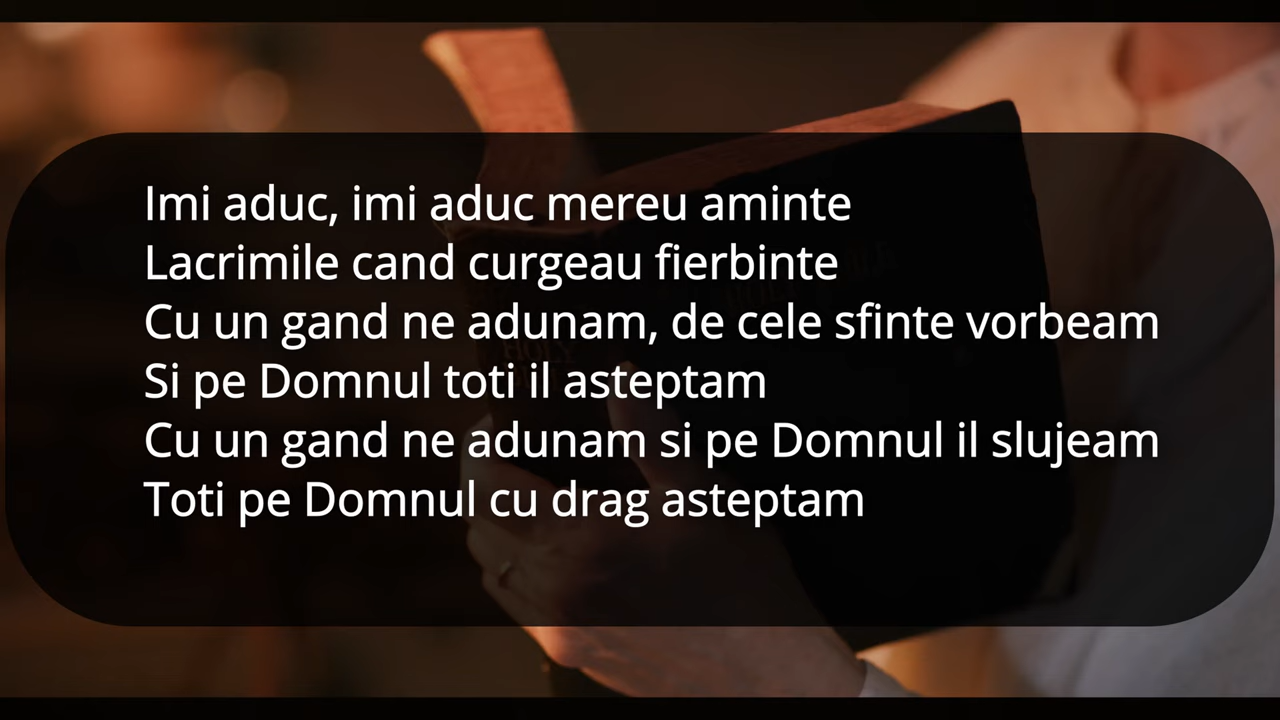 Imi aduc, imi aduc mereu aminte
Lacrimile cand curgeau fierbinte
Cu un gand ne adunam, de cele sfinte vorbeam
Si pe Domnul toti il asteptam
Cu un gand ne adunam si pe Domnul il slujeam
Toti pe Domnul cu drag asteptam